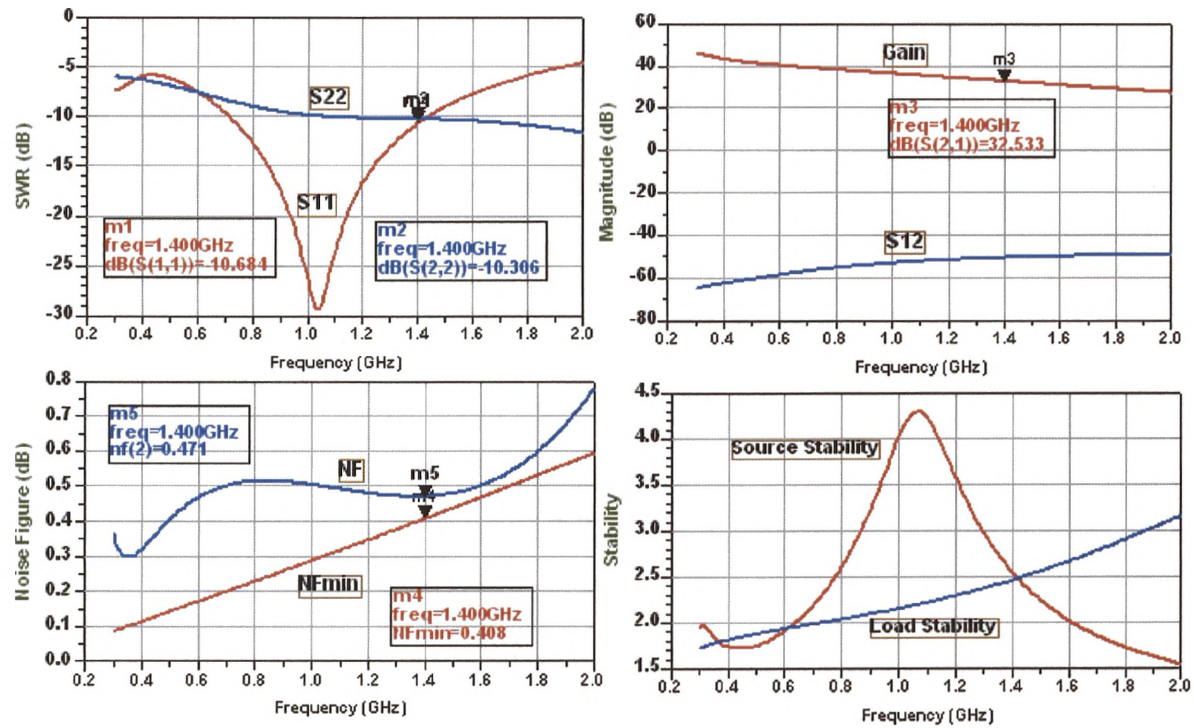 0
-5
-10
-15
-20
-25
-30
SWR (dB)
S22
S11
m1
freq=1.400GHz
dB(S(1,1))=-10.684
m2
freq=1.400GHz
dB(S(2,2))=-10.306
0.2 0.4 0.6 0.8 1.0 1.2 1.4 1.6 1.8 2.0
Frequency (GHz)
60
40
20
0
-20
-40
-60
-80
Magnitude (dB)
Gain
m3
m3
freq=1.400GHz
dB(S(2,1))=32.533
S12
0.2 0.4 0.6 0.8 1.0 1.2 1.4 1.6 1.8 2.0
Frequency (GHz)
0.8
0.7
0.6
0.5
0.4
0.3
0.2
0.1
0.0
Noise Figure (dB)
m5
freq=1.400GHz
nf(2)=0.471
NF
m5
NFmin
m4
freq=1.400GHz
NFmin=0.408
0.2 0.4 0.6 0.8 1.0 1.2 1.4 1.6 1.8 2.0
Frequency (GHz)
4.5
4.0
3.5
3.0
2.5
2.0
1.5
Stability
Source Stability
Load Stability
0.2 0.4 0.6 0.8 1.0 1.2 1.4 1.6 1.8 2.0
Frequency (GHz)